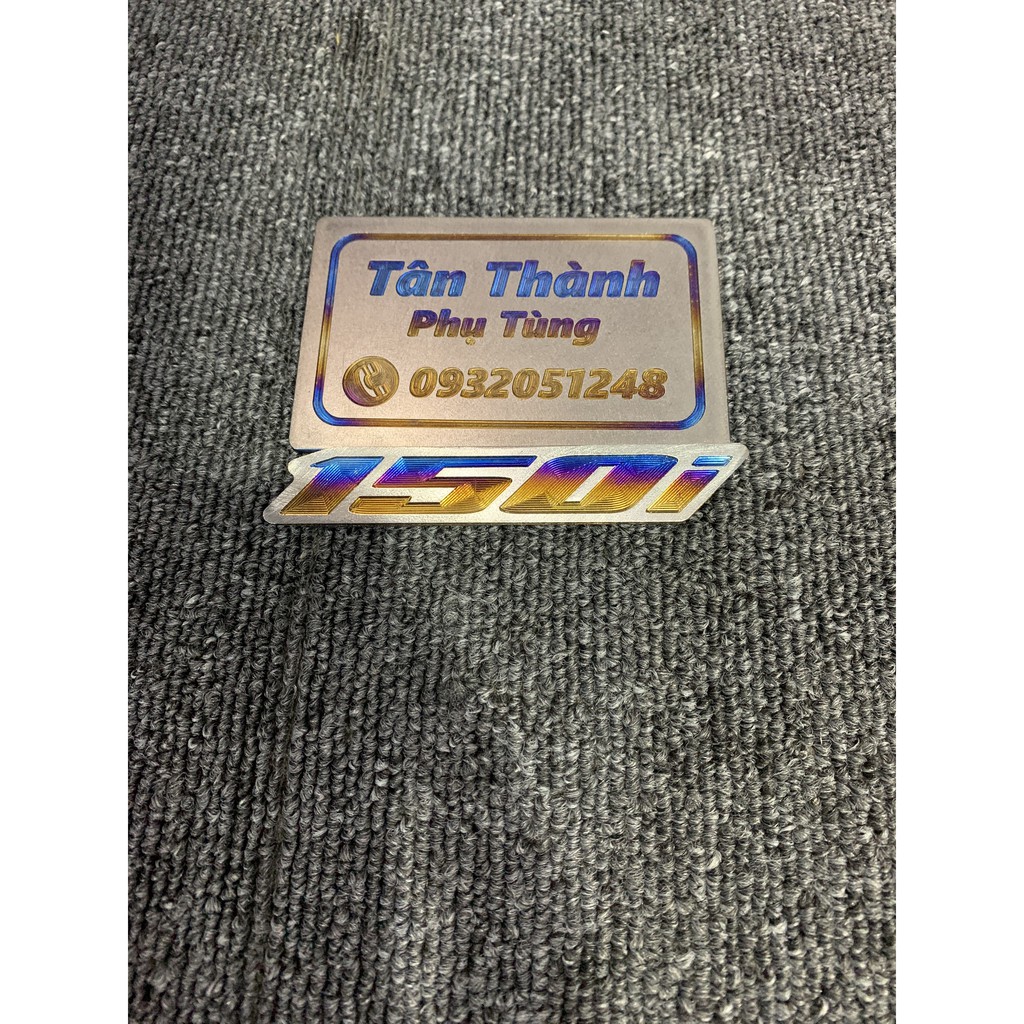 Tân Thành
Phụ Tùng
0932051248
150i